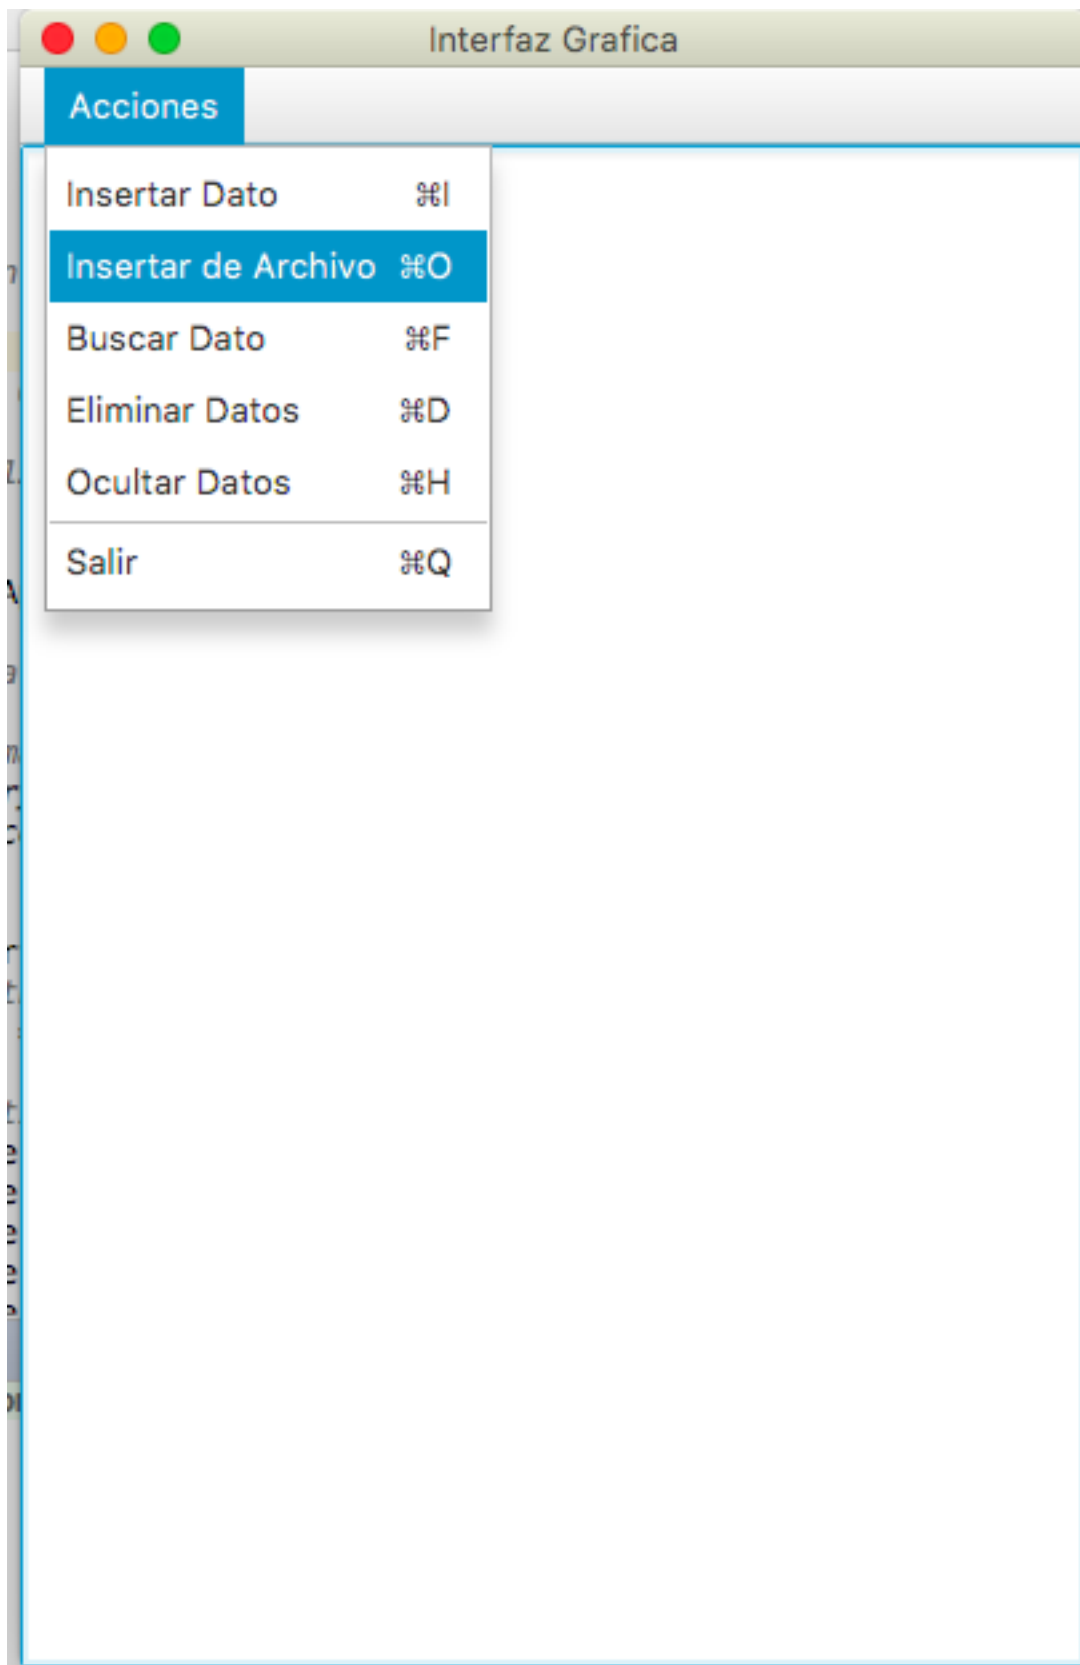 Interfaz Grafica
Acciones
Insertar Dato ⌘I
Insertar de Archivo ⌘O
Buscar Dato ⌘F
Eliminar Datos ⌘D
Ocultar Datos ⌘H
Salir ⌘Q